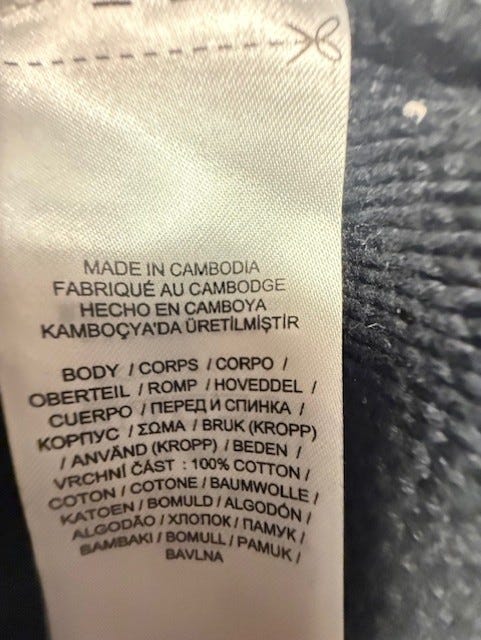 MADE IN CAMBODIA
FABRIQUÉ AU CAMBODGE
HECHO EN CAMBOYA
KAMBOÇYA'DA ÜRETİLMİŞTİR
BODY / CORPS / CORPO /
OBERTEIL / ROMP / HOVEDDEL /
CUERPO / ПЕРЕД И СПИНКА /
КОРПУС / ΣΩΜΑ / BRUK (KROPP)
/ ANVÄND (KROPP) / BEDEN /
VRCHNÍ ČÁST : 100% COTTON /
COTON / COTONE / BAUMWOLLE /
KATOEN / BOMULD / ALGODÓN /
ALGODÃO / ХЛОПОК / ПАМУК /
BAMBAKI / BOMULL / PAMUK /
BAVLNA